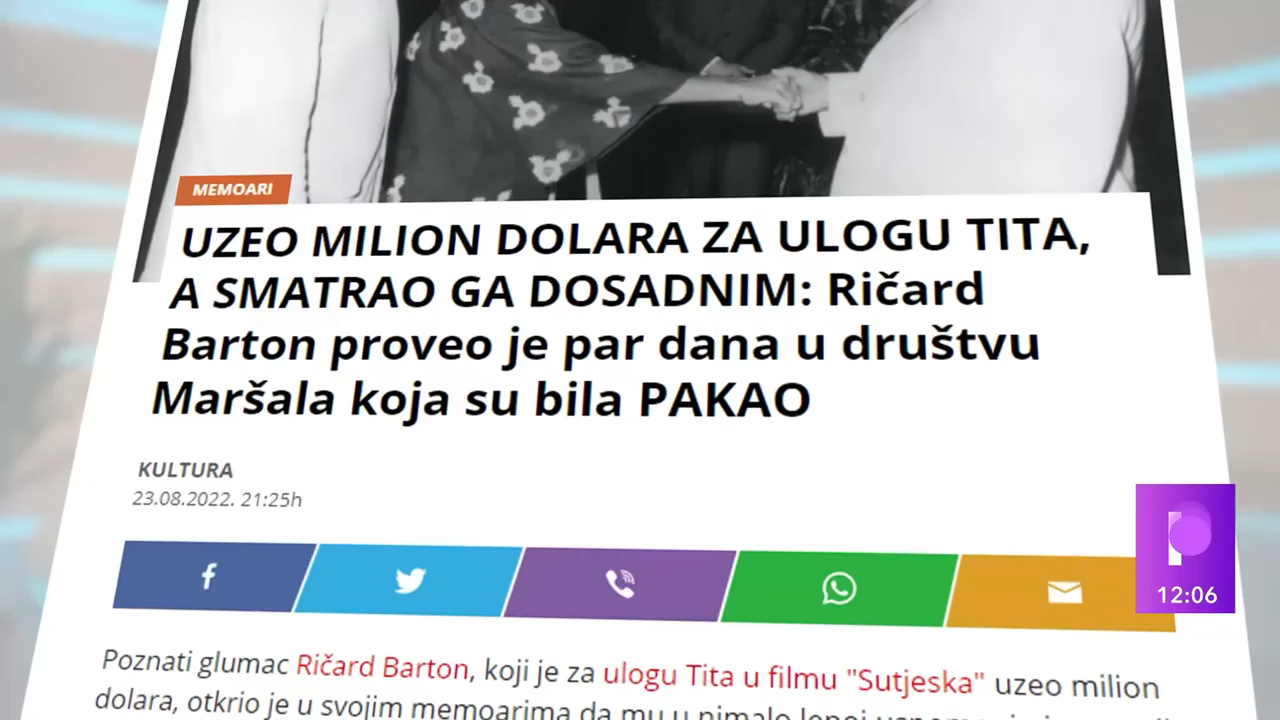 MEMOARI
UZEO MILION DOLARA ZA ULOGU TITA,
A SMATRAO GA DOSADNIM: Ričard
Barton proveo je par dana u društvu
Maršala koja su bila PAKAO
KULTURA
23.08.2022. 21:25h
12:06
Poznati glumac Ričard Barton, koji je za ulogu Tita u filmu "Sutjeska" uzeo milion
dolara, otkrio je u svojim memoarima da mu u nimalo lepoj